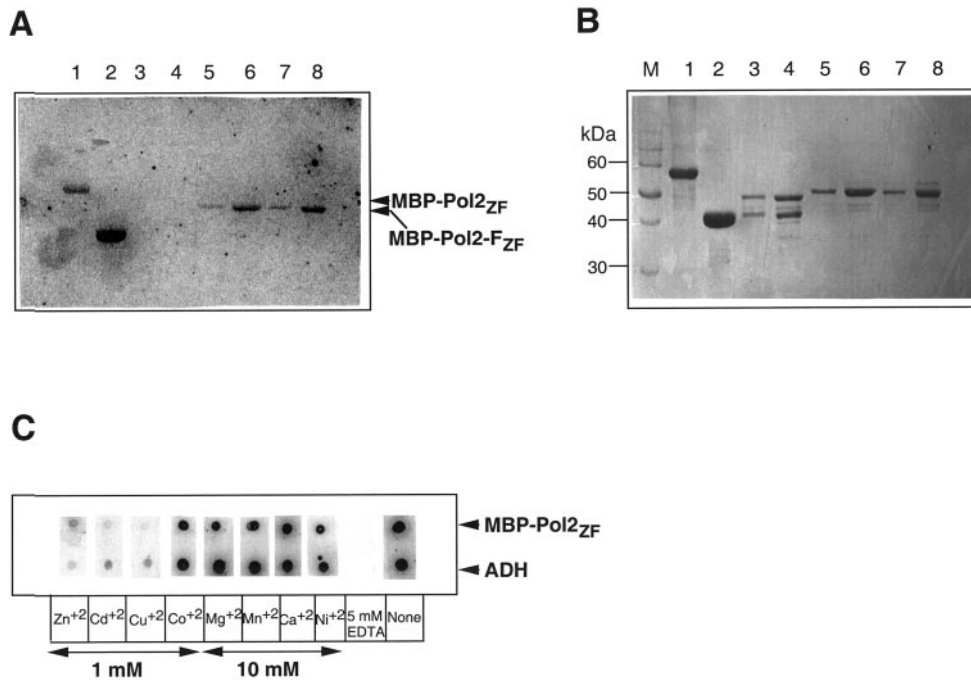 A
1 2 3 4 5 6 7 8
MBP-Pol2ZF
MBP-Pol2-FZF
B
M 1 2 3 4 5 6 7 8
kDa
60
50
40
30
C
MBP-Pol2ZF
ADH
Zn+2 Cd+2 Cu+2 Co+2 Mg+2 Mn+2 Ca+2 Ni+2 5 mM EDTA None
1 mM 10 mM